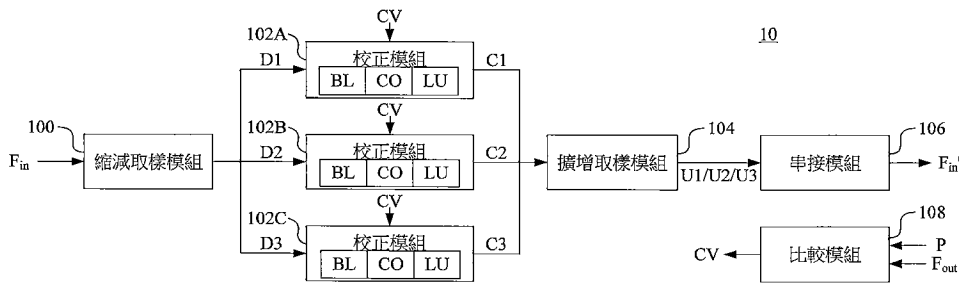 CV
10
102A
校正模組
D1
C1
BL CO LU
CV
100
102B
104
106
校正模組
F_in
縮減取樣模組
D2
C2
擴增取樣模組
串接模組
F_in'
BL CO LU
U1/U2/U3
CV
102C
108
校正模組
D3
C3
P
BL CO LU
CV
比較模組
F_out